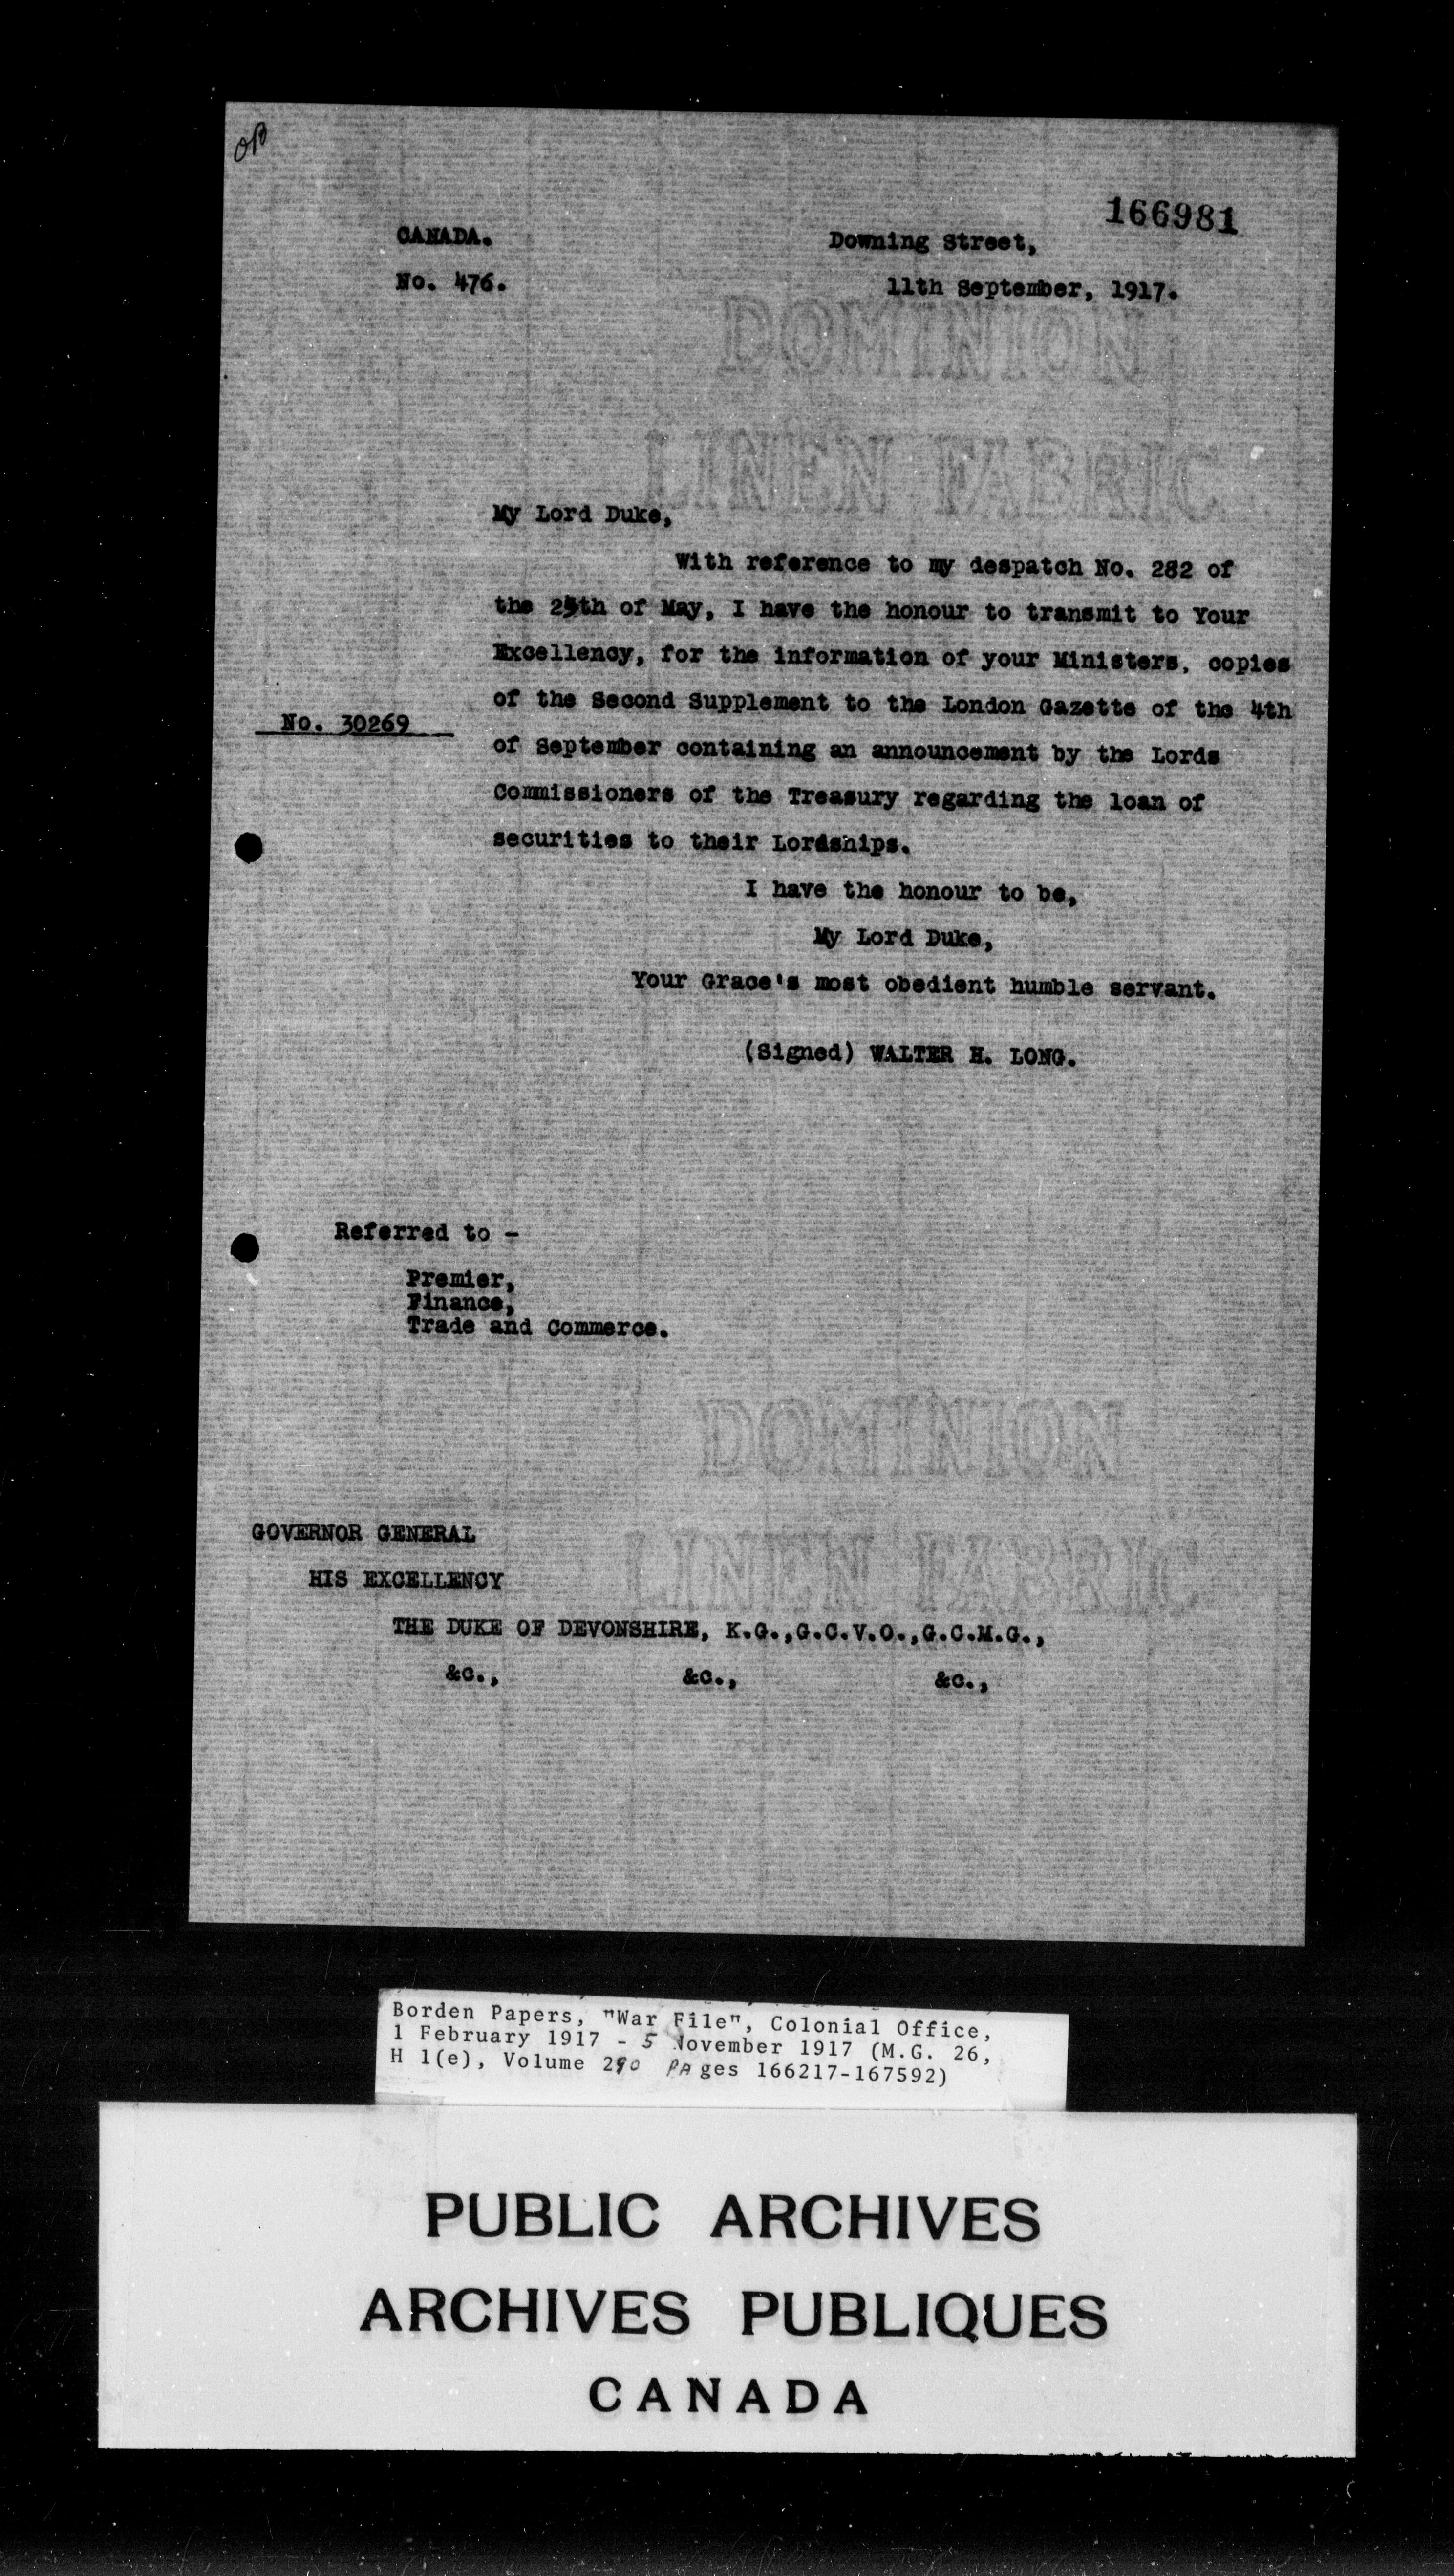 166981
CANADA.
Downing Street,
No. 476.
11th September, 1917.
DOMINION
LINEN FABRIC
My Lord Duke,
With reference to my despatch No. 282 of
the 25th of May, I have the honour to transmit to Your
Excellency, for the information of your Ministers, copies
of the Second Supplement to the London Gazette of the 4th
No. 30269
of September containing an announcement by the Lords
Commissioners of the Treasury regarding the loan of
securities to their Lordships.
I have the honour to be,
My Lord Duke,
Your Grace's most obedient humble servant.
(Signed) WALTER H. LONG.
Referred to -
Premier,
Finance,
Trade and Commerce.
DOMINION
LINEN FABRIC
GOVERNOR GENERAL
HIS EXCELLENCY
THE DUKE OF DEVONSHIRE, K.G.,G.C.V.O.,G.C.M.G.,
&c., &c., &c.,
Borden Papers, "War File", Colonial Office,
1 February 1917 - 5 November 1917 (M.G. 26,
H 1(e), Volume 290 PAges 166217-167592)
PUBLIC ARCHIVES
ARCHIVES PUBLIQUES
CANADA